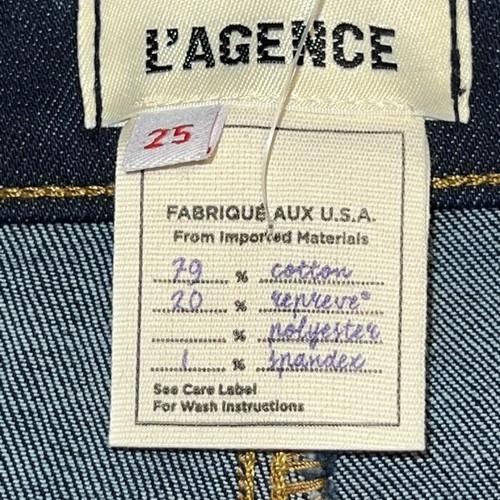 L'AGENCE
25
FABRIQUÉ AUX U.S.A.
From Imported Materials
79 % cotton
20 % repreve®
% polyester
1 % spandex
See Care Label
For Wash Instructions